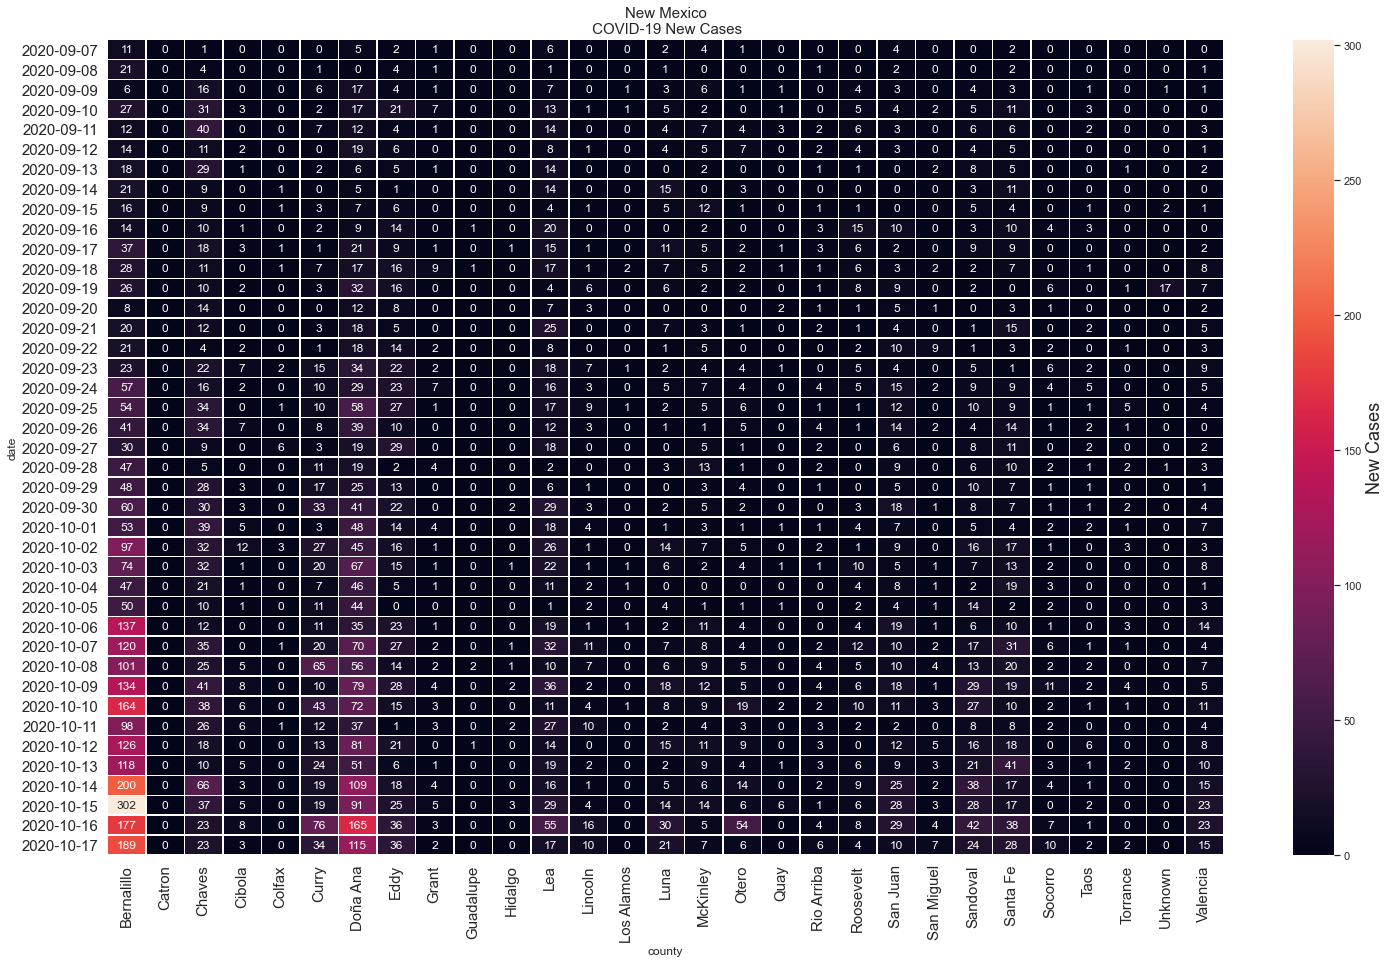 New Mexico
COVID-19 New Cases
2020-09-07 11 0 1 0 0 0 5 2 1 0 0 6 0 0 2 4 1 0 0 0 4 0 0 2 0 0 0 0 0
2020-09-08 21 0 4 0 0 1 0 4 1 0 0 1 0 0 1 0 0 0 1 0 2 0 0 2 0 0 0 0 1
2020-09-09 6 0 16 0 0 6 17 4 1 0 0 7 0 1 3 6 1 1 0 4 3 0 4 3 0 1 0 1 1
2020-09-10 27 0 31 3 0 2 17 21 7 0 0 13 1 1 5 2 0 1 0 5 4 2 5 11 0 3 0 0 0
2020-09-11 12 0 40 0 0 7 12 4 1 0 0 14 0 0 4 7 4 3 2 6 3 0 6 6 0 2 0 0 3
2020-09-12 14 0 11 2 0 0 19 6 0 0 0 8 1 0 4 5 7 0 2 4 3 0 4 5 0 0 0 0 1
2020-09-13 18 0 29 1 0 2 6 5 1 0 0 14 0 0 0 2 0 0 1 1 0 2 8 5 0 0 1 0 2
2020-09-14 21 0 9 0 1 0 5 1 0 0 0 14 0 0 15 0 3 0 0 0 0 0 3 11 0 0 0 0 0
2020-09-15 16 0 9 0 1 3 7 6 0 0 0 4 1 0 5 12 1 0 1 1 0 0 5 4 0 1 0 2 1
2020-09-16 14 0 10 1 0 2 9 14 0 1 0 20 0 0 0 2 0 0 3 15 10 0 3 10 4 3 0 0 0
2020-09-17 37 0 18 3 1 1 21 9 1 0 1 15 1 0 11 5 2 1 3 6 2 0 9 9 0 0 0 0 2
2020-09-18 28 0 11 0 1 7 17 16 9 1 0 17 1 2 7 5 2 1 1 6 3 2 2 7 0 1 0 0 8
2020-09-19 26 0 10 2 0 3 32 16 0 0 0 4 6 0 6 2 2 0 1 8 9 0 2 0 6 0 1 17 7
2020-09-20 8 0 14 0 0 0 12 8 0 0 0 7 3 0 0 0 0 2 1 1 5 1 0 3 1 0 0 0 2
2020-09-21 20 0 12 0 0 3 18 5 0 0 0 25 0 0 7 3 1 0 2 1 4 0 1 15 0 2 0 0 5
2020-09-22 21 0 4 2 0 1 18 14 2 0 0 8 0 0 1 5 0 0 0 2 10 9 1 3 2 0 1 0 3
2020-09-23 23 0 22 7 2 15 34 22 2 0 0 18 7 1 2 4 4 1 0 5 4 0 5 1 6 2 0 0 9
2020-09-24 57 0 16 2 0 10 29 23 7 0 0 16 3 0 5 7 4 0 4 5 15 2 9 9 4 5 0 0 5
2020-09-25 54 0 34 0 1 10 58 27 1 0 0 17 9 1 2 5 6 0 1 1 12 0 10 9 1 1 5 0 4
2020-09-26 41 0 34 7 0 8 39 10 0 0 0 12 3 0 1 1 5 0 4 1 14 2 4 14 1 2 1 0 0
2020-09-27 30 0 9 0 6 3 19 29 0 0 0 18 0 0 0 5 1 0 2 0 6 0 8 11 0 2 0 0 2
2020-09-28 47 0 5 0 0 11 19 2 4 0 0 2 0 0 3 13 1 0 2 0 9 0 6 10 2 1 2 1 3
2020-09-29 48 0 28 3 0 17 25 13 0 0 0 6 1 0 0 3 4 0 1 0 5 0 10 7 1 1 0 0 1
2020-09-30 60 0 30 3 0 33 41 22 0 0 2 29 3 0 2 5 2 0 0 3 18 1 8 7 1 1 2 0 4
2020-10-01 53 0 39 5 0 3 48 14 4 0 0 18 4 0 1 3 1 1 1 4 7 0 5 4 2 2 1 0 7
2020-10-02 97 0 32 12 3 27 45 16 1 0 0 26 1 0 14 7 5 0 2 1 9 0 16 17 1 0 3 0 3
2020-10-03 74 0 32 1 0 20 67 15 1 0 1 22 1 1 6 2 4 1 1 10 5 1 7 13 2 0 0 0 8
2020-10-04 47 0 21 1 0 7 46 5 1 0 0 11 2 1 0 0 0 0 0 4 8 1 2 19 3 0 0 0 1
2020-10-05 50 0 10 1 0 11 44 0 0 0 0 1 2 0 4 1 1 1 0 2 4 1 14 2 2 0 0 0 3
2020-10-06 137 0 12 0 0 11 35 23 1 0 0 19 1 1 2 11 4 0 0 4 19 1 6 10 1 0 3 0 14
2020-10-07 120 0 35 0 1 20 70 27 2 0 1 32 11 0 7 8 4 0 2 12 10 2 17 31 6 1 1 0 4
2020-10-08 101 0 25 5 0 65 56 14 2 2 1 10 7 0 6 9 5 0 4 5 10 4 13 20 2 2 0 0 7
2020-10-09 134 0 41 8 0 10 79 28 4 0 2 36 2 0 18 12 5 0 4 6 18 1 29 19 11 2 4 0 5
2020-10-10 164 0 38 6 0 43 72 15 3 0 0 11 4 1 8 9 19 2 2 10 11 3 27 10 2 1 1 0 11
2020-10-11 98 0 26 6 1 12 37 1 3 0 2 27 10 0 2 4 3 0 3 2 2 0 8 8 2 0 0 0 4
2020-10-12 126 0 18 0 0 13 81 21 0 1 0 14 0 0 15 11 9 0 3 0 12 5 16 18 0 6 0 0 8
2020-10-13 118 0 10 5 0 24 51 6 1 0 0 19 2 0 2 9 4 1 3 6 9 3 21 41 3 1 2 0 10
2020-10-14 200 0 66 3 0 19 109 18 4 0 0 16 1 0 5 6 14 0 2 9 25 2 38 17 4 1 0 0 15
2020-10-15 302 0 37 5 0 19 91 25 5 0 3 29 4 0 14 14 6 6 1 6 28 3 28 17 0 2 0 0 23
2020-10-16 177 0 23 8 0 76 165 36 3 0 0 55 16 0 30 5 54 0 4 8 29 4 42 38 7 1 0 0 23
2020-10-17 189 0 23 3 0 34 115 36 2 0 0 17 10 0 21 7 6 0 6 4 10 7 24 28 10 2 2 0 15
date
Bernalillo Catron Chaves Cibola Colfax Curry Doña Ana Eddy Grant Guadalupe Hidalgo Lea Lincoln Los Alamos Luna McKinley Otero Quay Rio Arriba Roosevelt San Juan San Miguel Sandoval Santa Fe Socorro Taos Torrance Unknown Valencia
county
300
250
200
150
100
50
0
New Cases